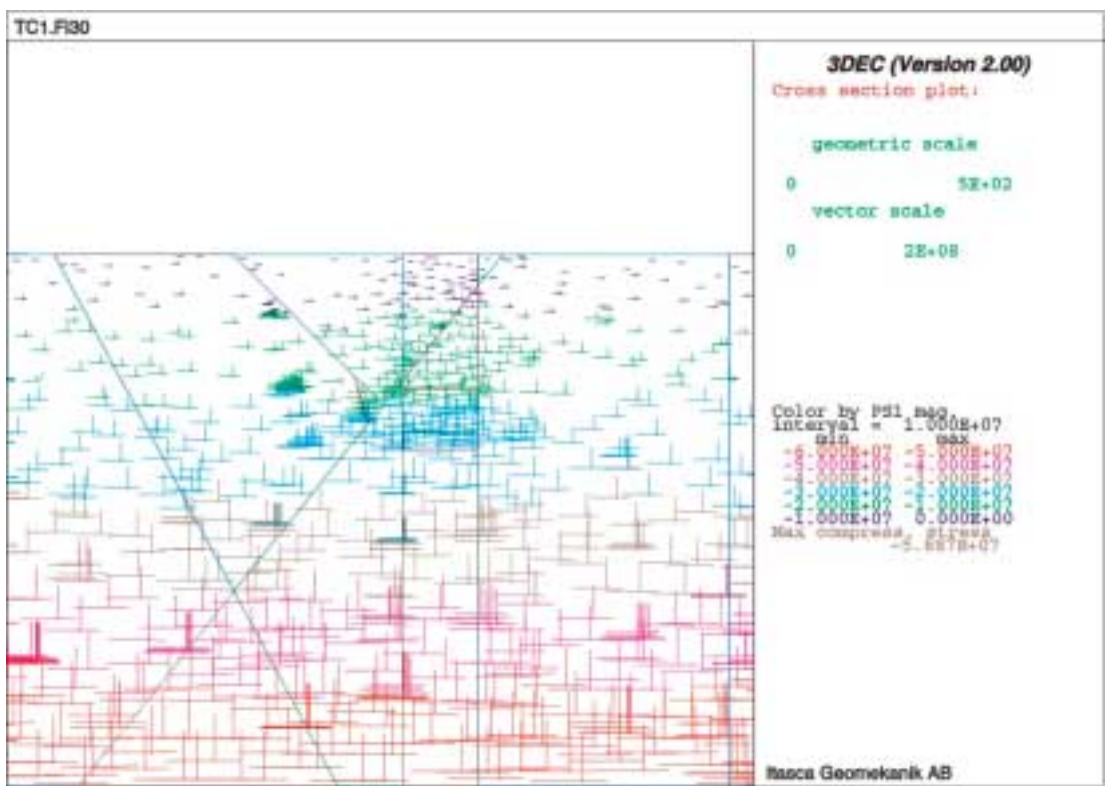 TC1.FI30
3DEC (Version 2.00)
Cross section plot:
geometric scale
0 5E+02
vector scale
0 2E+08
Color by PS1 mag.
interval = 1.000E+07
min max
-6.000E+07 -5.000E+07
-5.000E+07 -4.000E+07
-4.000E+07 -3.000E+07
-3.000E+07 -2.000E+07
-2.000E+07 -1.000E+07
-1.000E+07 0.000E+00
Max compress. stress
Itasca Geomekanik AB